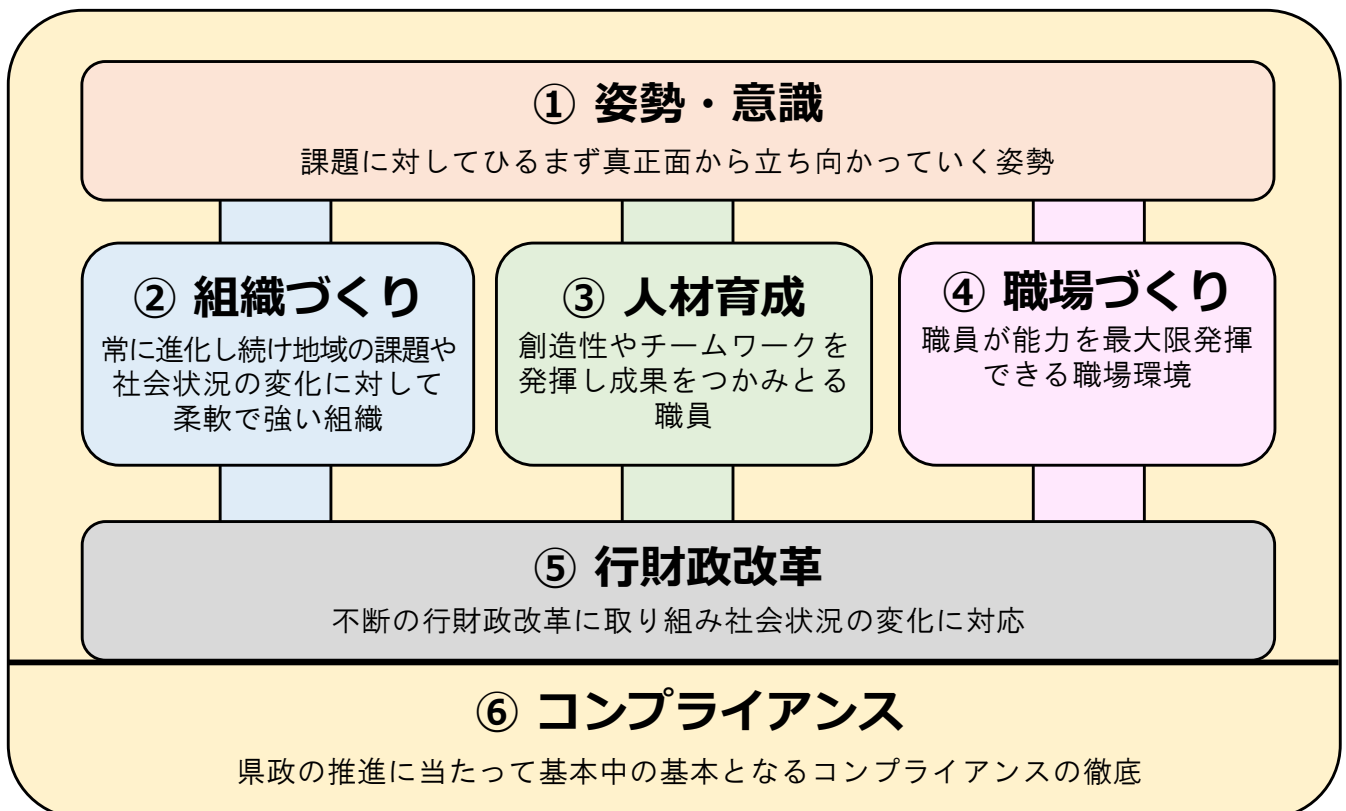 ① 姿勢・意識
課題に対してひるまず真正面から立ち向かっていく姿勢
② 組織づくり
常に進化し続け地域の課題や
社会状況の変化に対して
柔軟で強い組織
③ 人材育成
創造性やチームワークを
発揮し成果をつかみとる
職員
④ 職場づくり
職員が能力を最大限発揮
できる職場環境
⑤ 行財政改革
不断の行財政改革に取り組み社会状況の変化に対応
⑥ コンプライアンス
県政の推進に当たって基本中の基本となるコンプライアンスの徹底